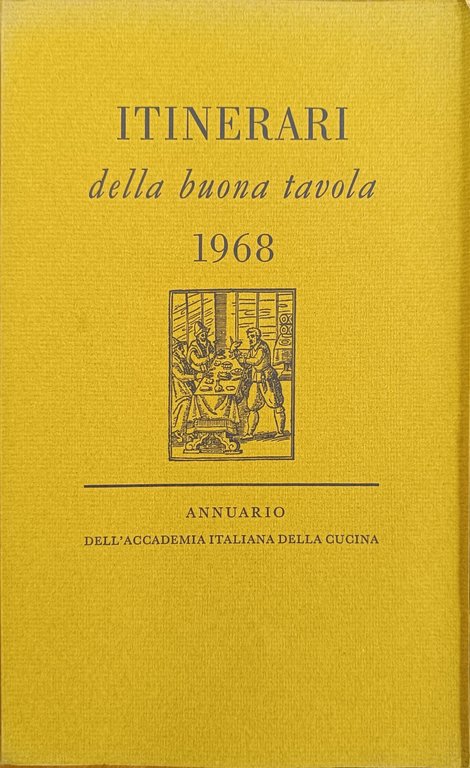 ITINERARI
della buona tavola
1968
ANNUARIO
DELL'ACCADEMIA ITALIANA DELLA CUCINA